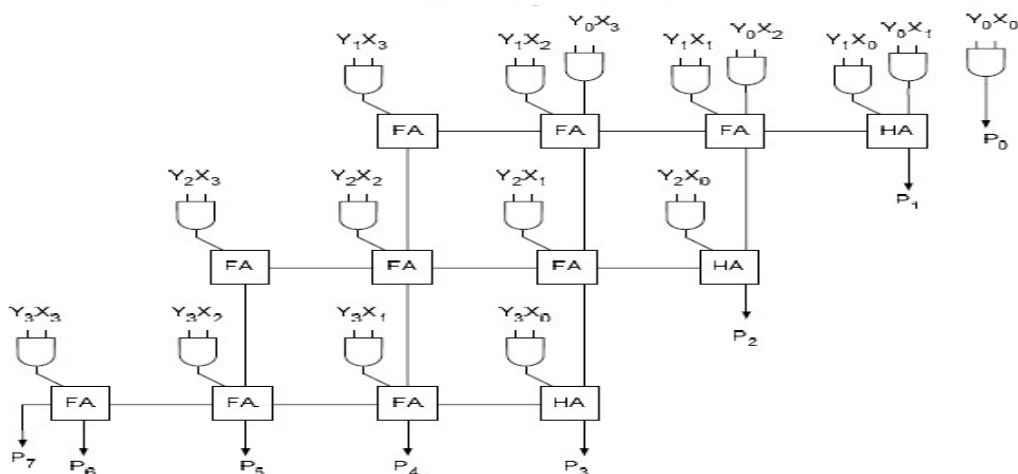 Y₀X₃ Y₀X₂ Y₀X₁ Y₀X₀
Y₁X₃ Y₁X₂ Y₁X₁ Y₁X₀
FA FA FA HA P₀
Y₂X₃ Y₂X₂ Y₂X₁ Y₂X₀ P₁
FA FA FA HA
Y₃X₃ Y₃X₂ Y₃X₁ Y₃X₀ P₂
FA FA FA HA
P₇ P₆ P₅ P₄ P₃